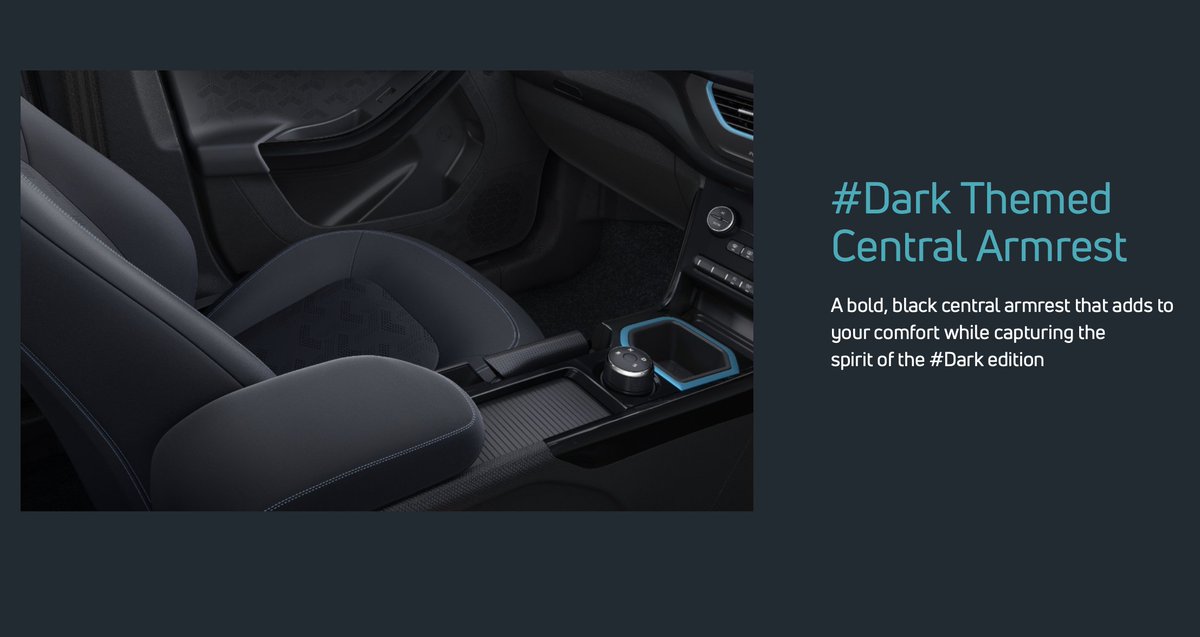 #Dark Themed
Central Armrest
A bold, black central armrest that adds to
your comfort while capturing the
spirit of the #Dark edition